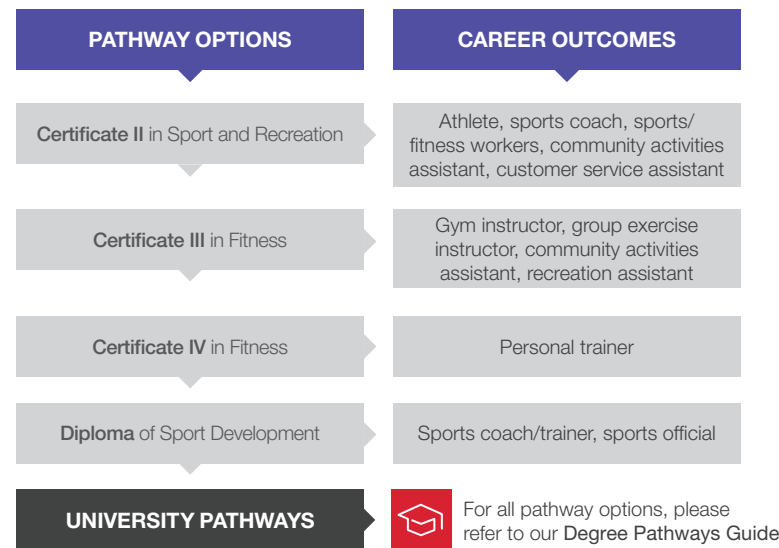 PATHWAY OPTIONS
CAREER OUTCOMES
Certificate II in Sport and Recreation
Athlete, sports coach, sports/
fitness workers, community activities
assistant, customer service assistant
Certificate III in Fitness
Gym instructor, group exercise
instructor, community activities
assistant, recreation assistant
Certificate IV in Fitness
Personal trainer
Diploma of Sport Development
Sports coach/trainer, sports official
UNIVERSITY PATHWAYS
For all pathway options, please
refer to our Degree Pathways Guide